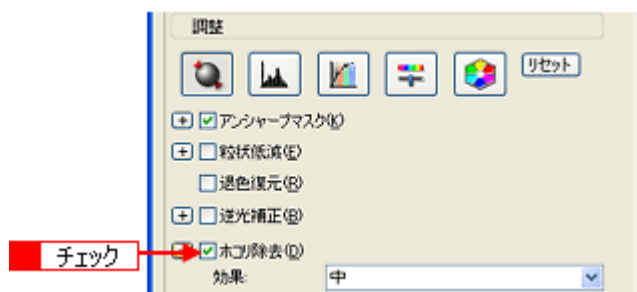 調整
リセット
アンシャープマスク(K)
粒状低減(E)
退色復元(R)
逆光補正(B)
チェック
ホコリ除去(D)
効果: 中